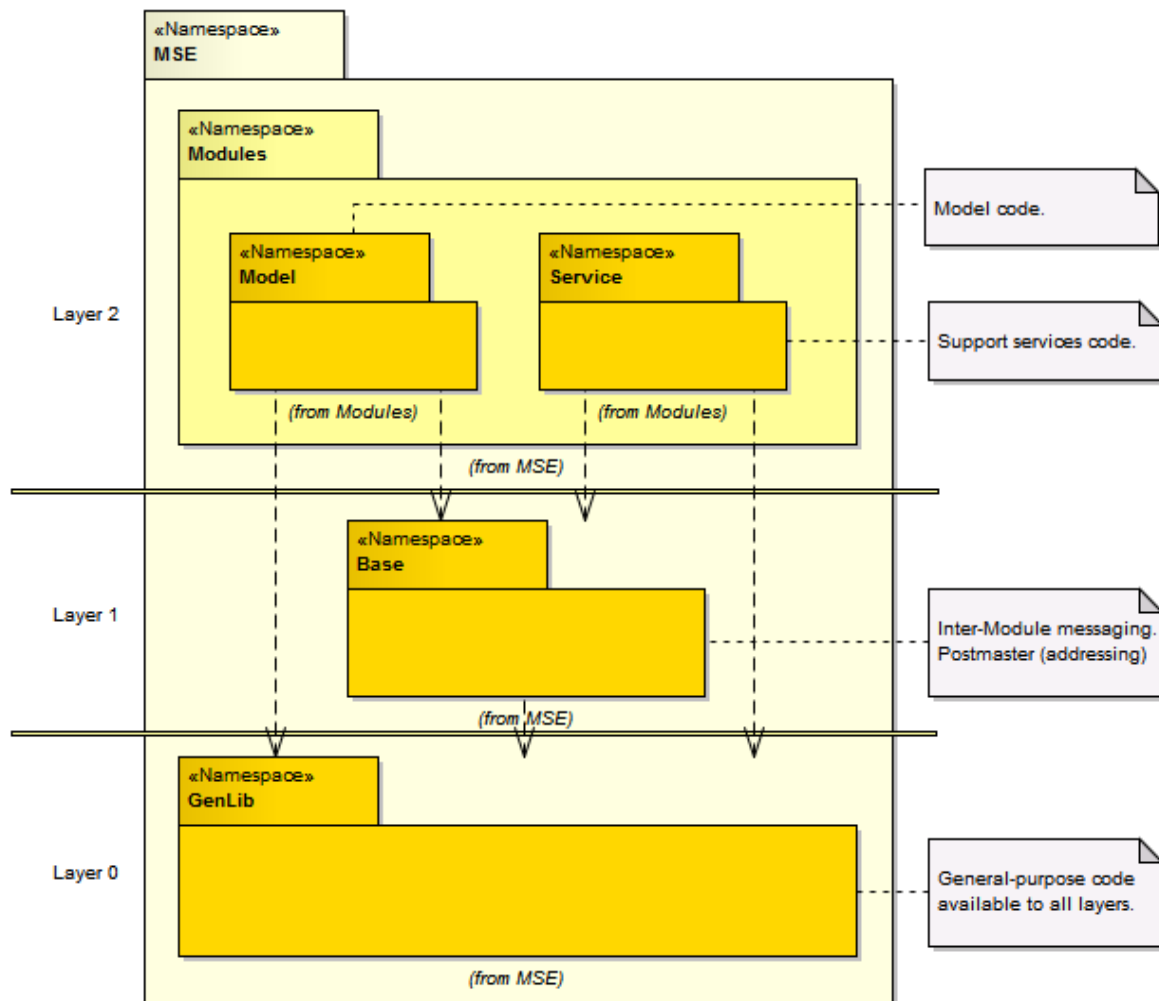 «Namespace»
MSE
«Namespace»
Modules
Model code.
«Namespace»
Model
«Namespace»
Service
Layer 2
Support services code.
(from Modules)
(from Modules)
(from MSE)
«Namespace»
Base
Layer 1
Inter-Module messaging.
Postmaster (addressing)
(from MSE)
«Namespace»
GenLib
Layer 0
General-purpose code
available to all layers.
(from MSE)